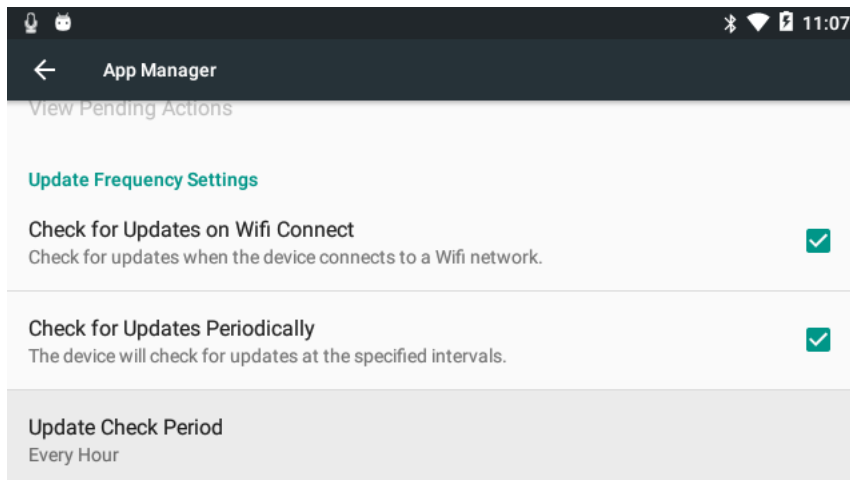 11:07
App Manager
View Pending Actions
Update Frequency Settings
Check for Updates on Wifi Connect
Check for updates when the device connects to a Wifi network.
Check for Updates Periodically
The device will check for updates at the specified intervals.
Update Check Period
Every Hour